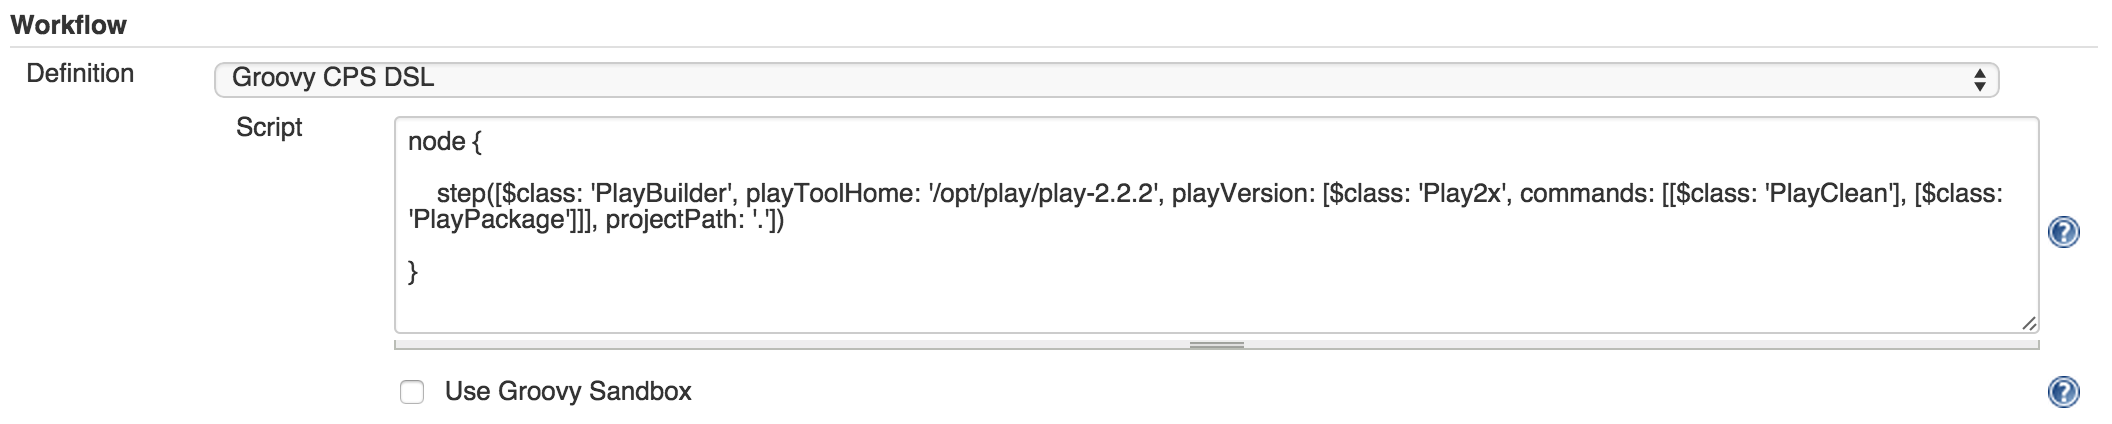 Workflow
Definition
Groovy CPS DSL
Script
node {
step([$class: 'PlayBuilder', playToolHome: '/opt/play/play-2.2.2', playVersion: [$class: 'Play2x', commands: [[$class: 'PlayClean'], [$class:
'PlayPackage']]], projectPath: '.'])
}
?
Use Groovy Sandbox
?